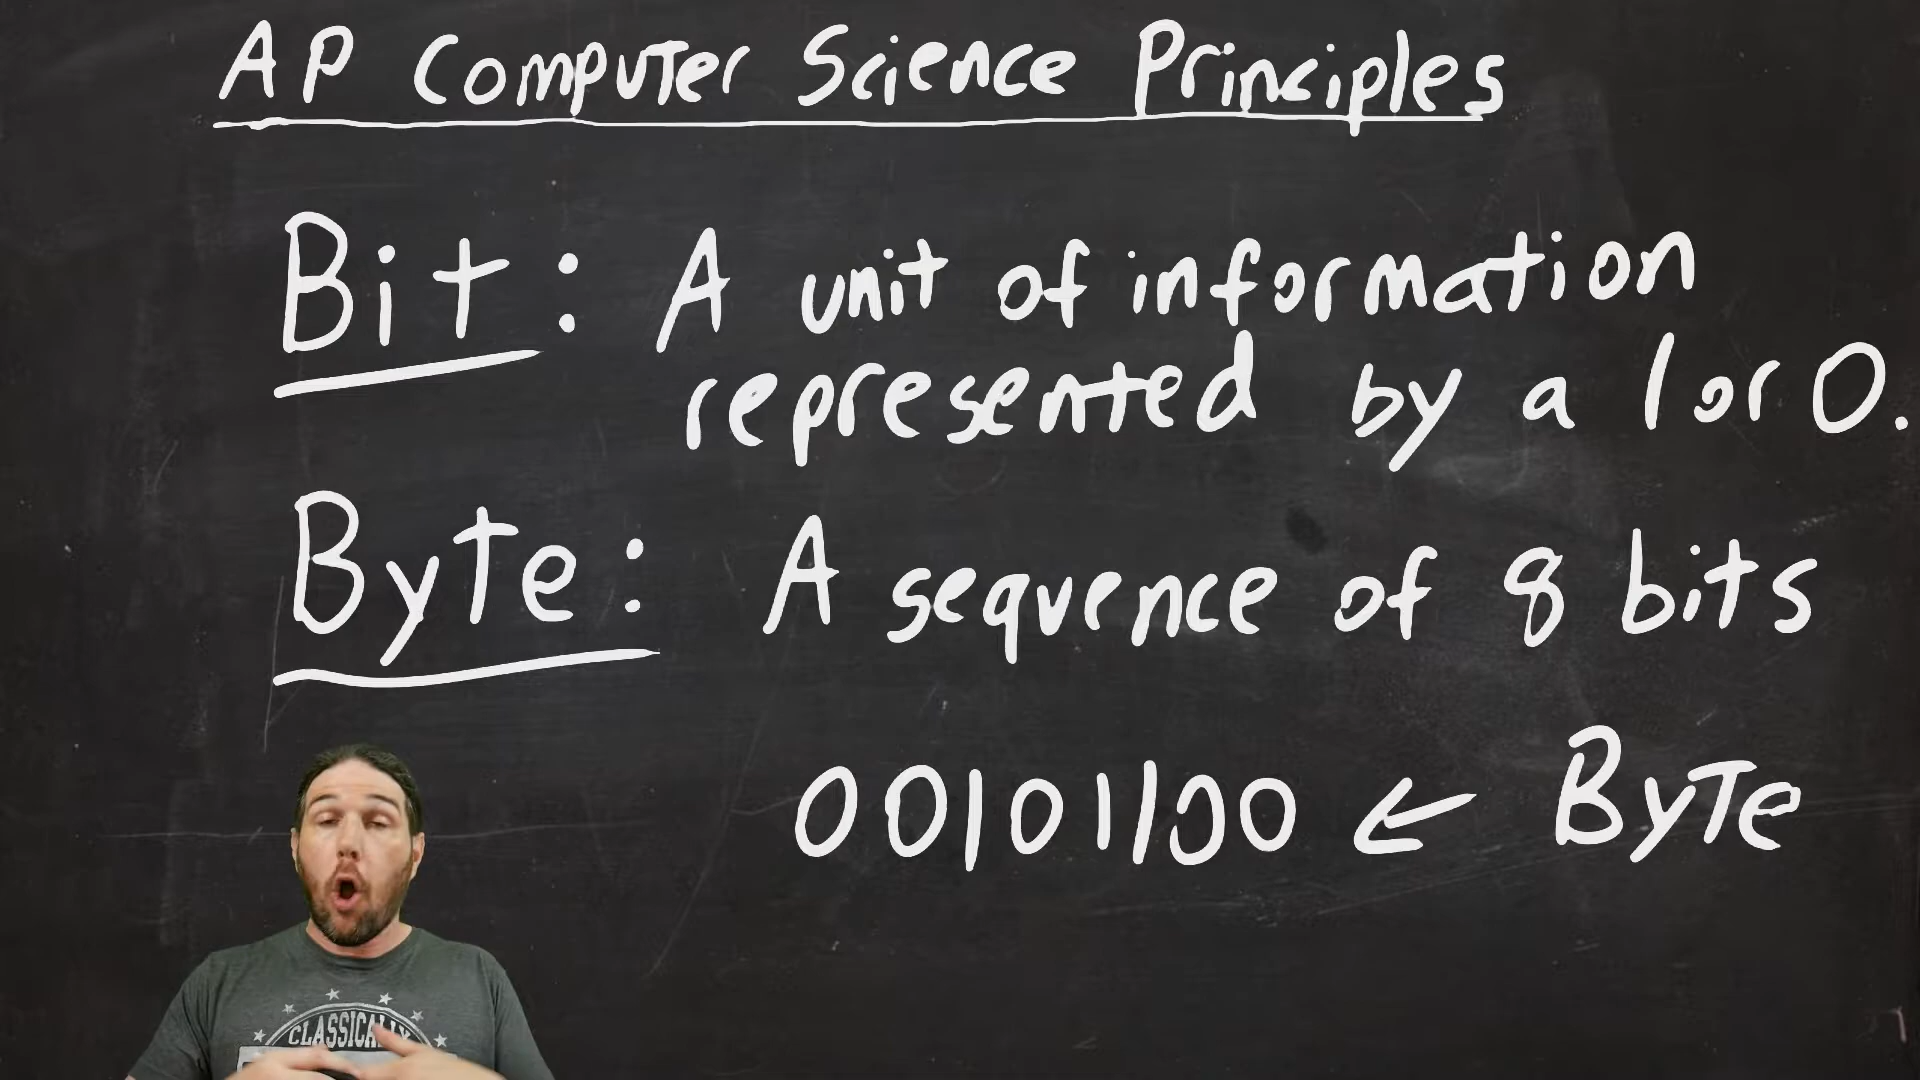 AP Computer Science Principles
Bit: A unit of information
represented by a 1 or 0.
Byte: A sequence of 8 bits
00101100 ← Byte
CLASSICALLY